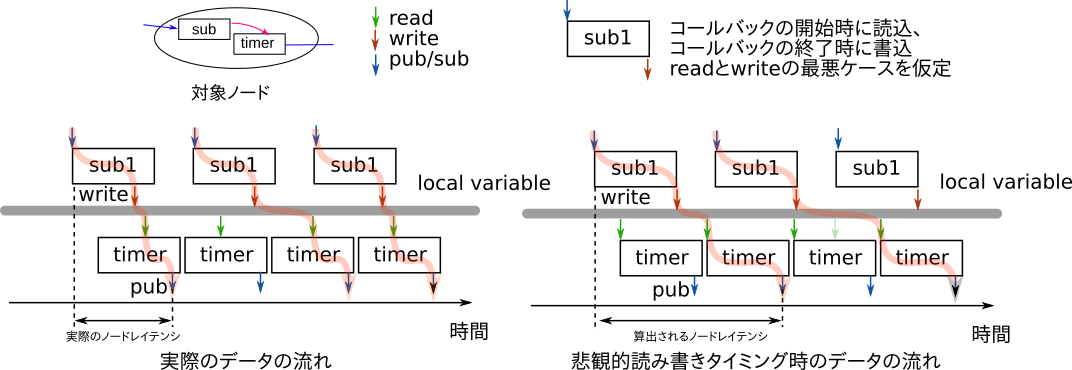 sub
timer
対象ノード
read
write
pub/sub
sub1
コールバックの開始時に読込、
コールバックの終了時に書込
readとwriteの最悪ケースを仮定
sub1
sub1
sub1
write
local variable
timer
timer
timer
timer
pub
時間
実際のノードレイテンシ
実際のデータの流れ
sub1
sub1
sub1
write
local variable
timer
timer
timer
timer
pub
時間
算出されるノードレイテンシ
悲観的読み書きタイミング時のデータの流れ